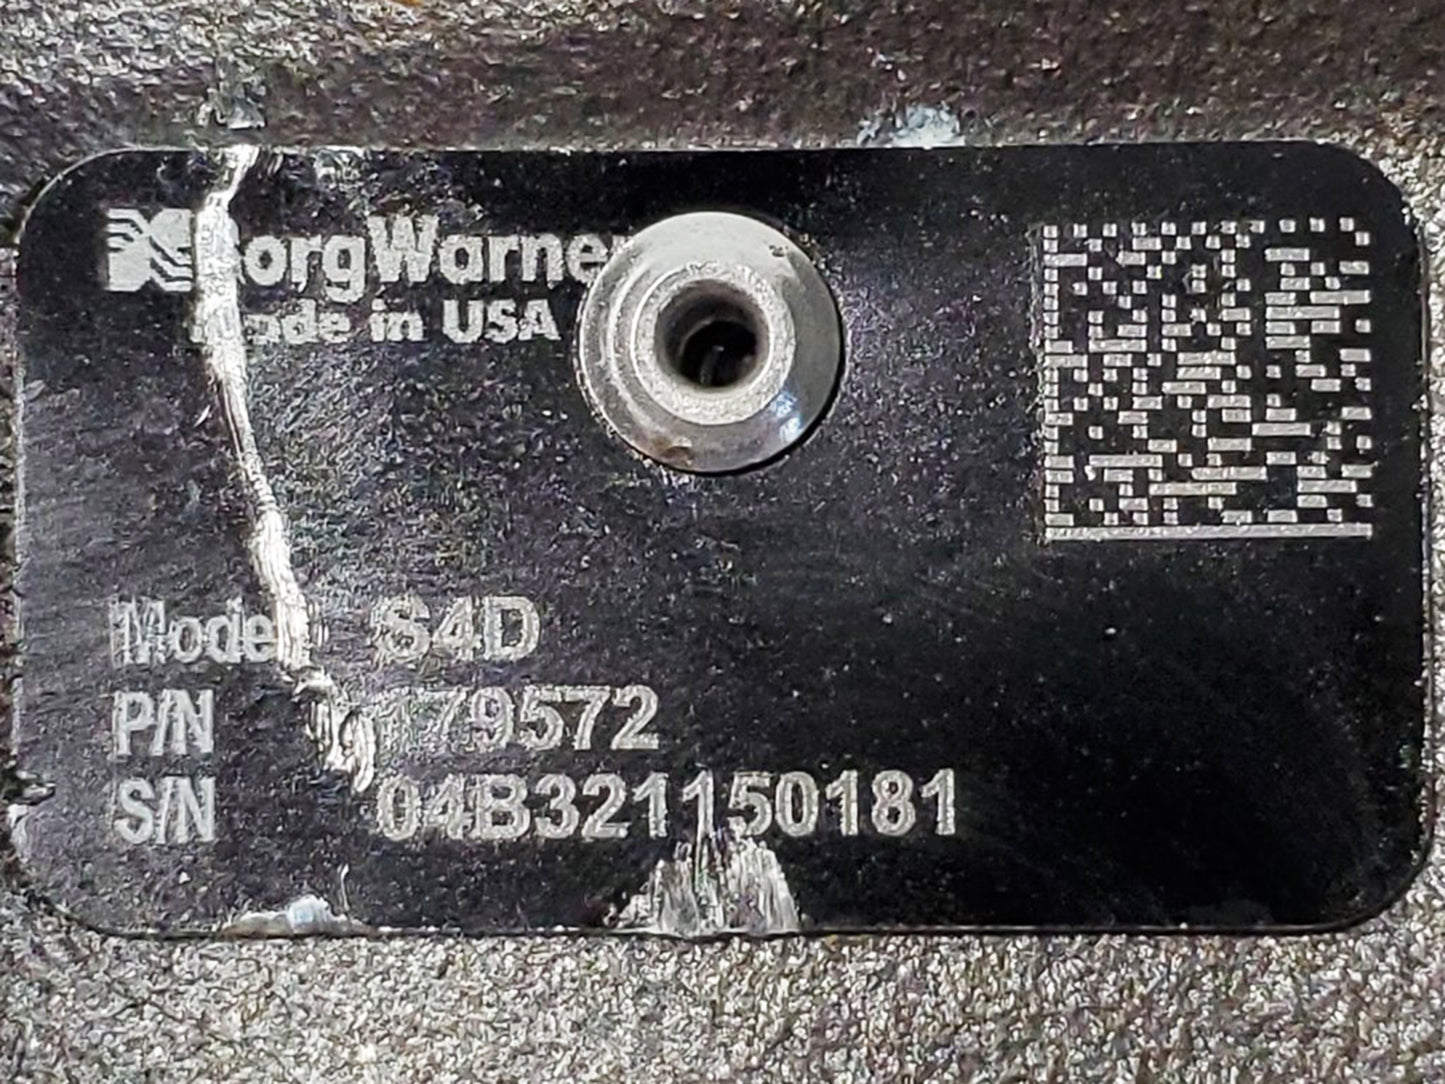 BorgWarner
Made in USA
Model S4D
P/N 179572
S/N 04B321150181